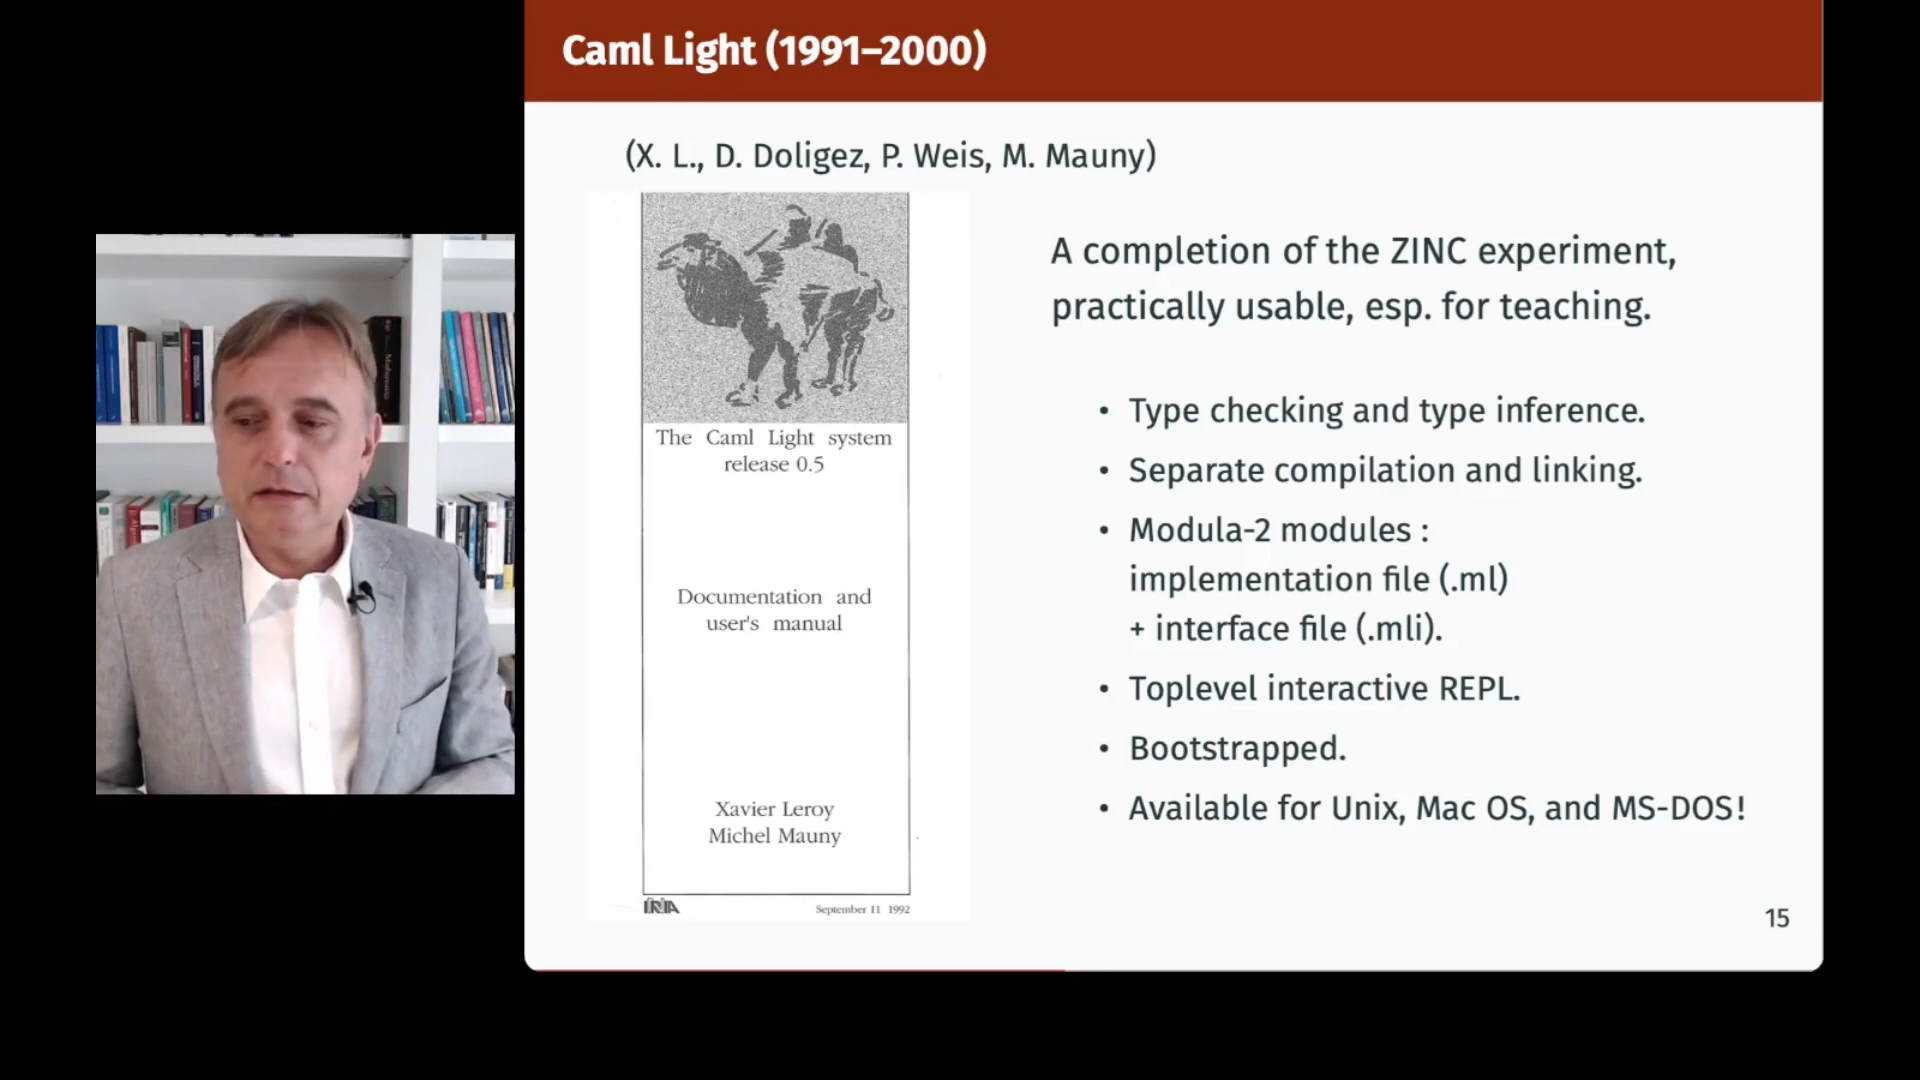 Caml Light (1991–2000)
(X. L., D. Doligez, P. Weis, M. Mauny)
The Caml Light system
release 0.5
Documentation and
user's manual
Xavier Leroy
Michel Mauny
INRIA
September 11 1992
A completion of the ZINC experiment,
practically usable, esp. for teaching.
• Type checking and type inference.
• Separate compilation and linking.
• Modula-2 modules :
implementation file (.ml)
+ interface file (.mli).
• Toplevel interactive REPL.
• Bootstrapped.
• Available for Unix, Mac OS, and MS-DOS!
15